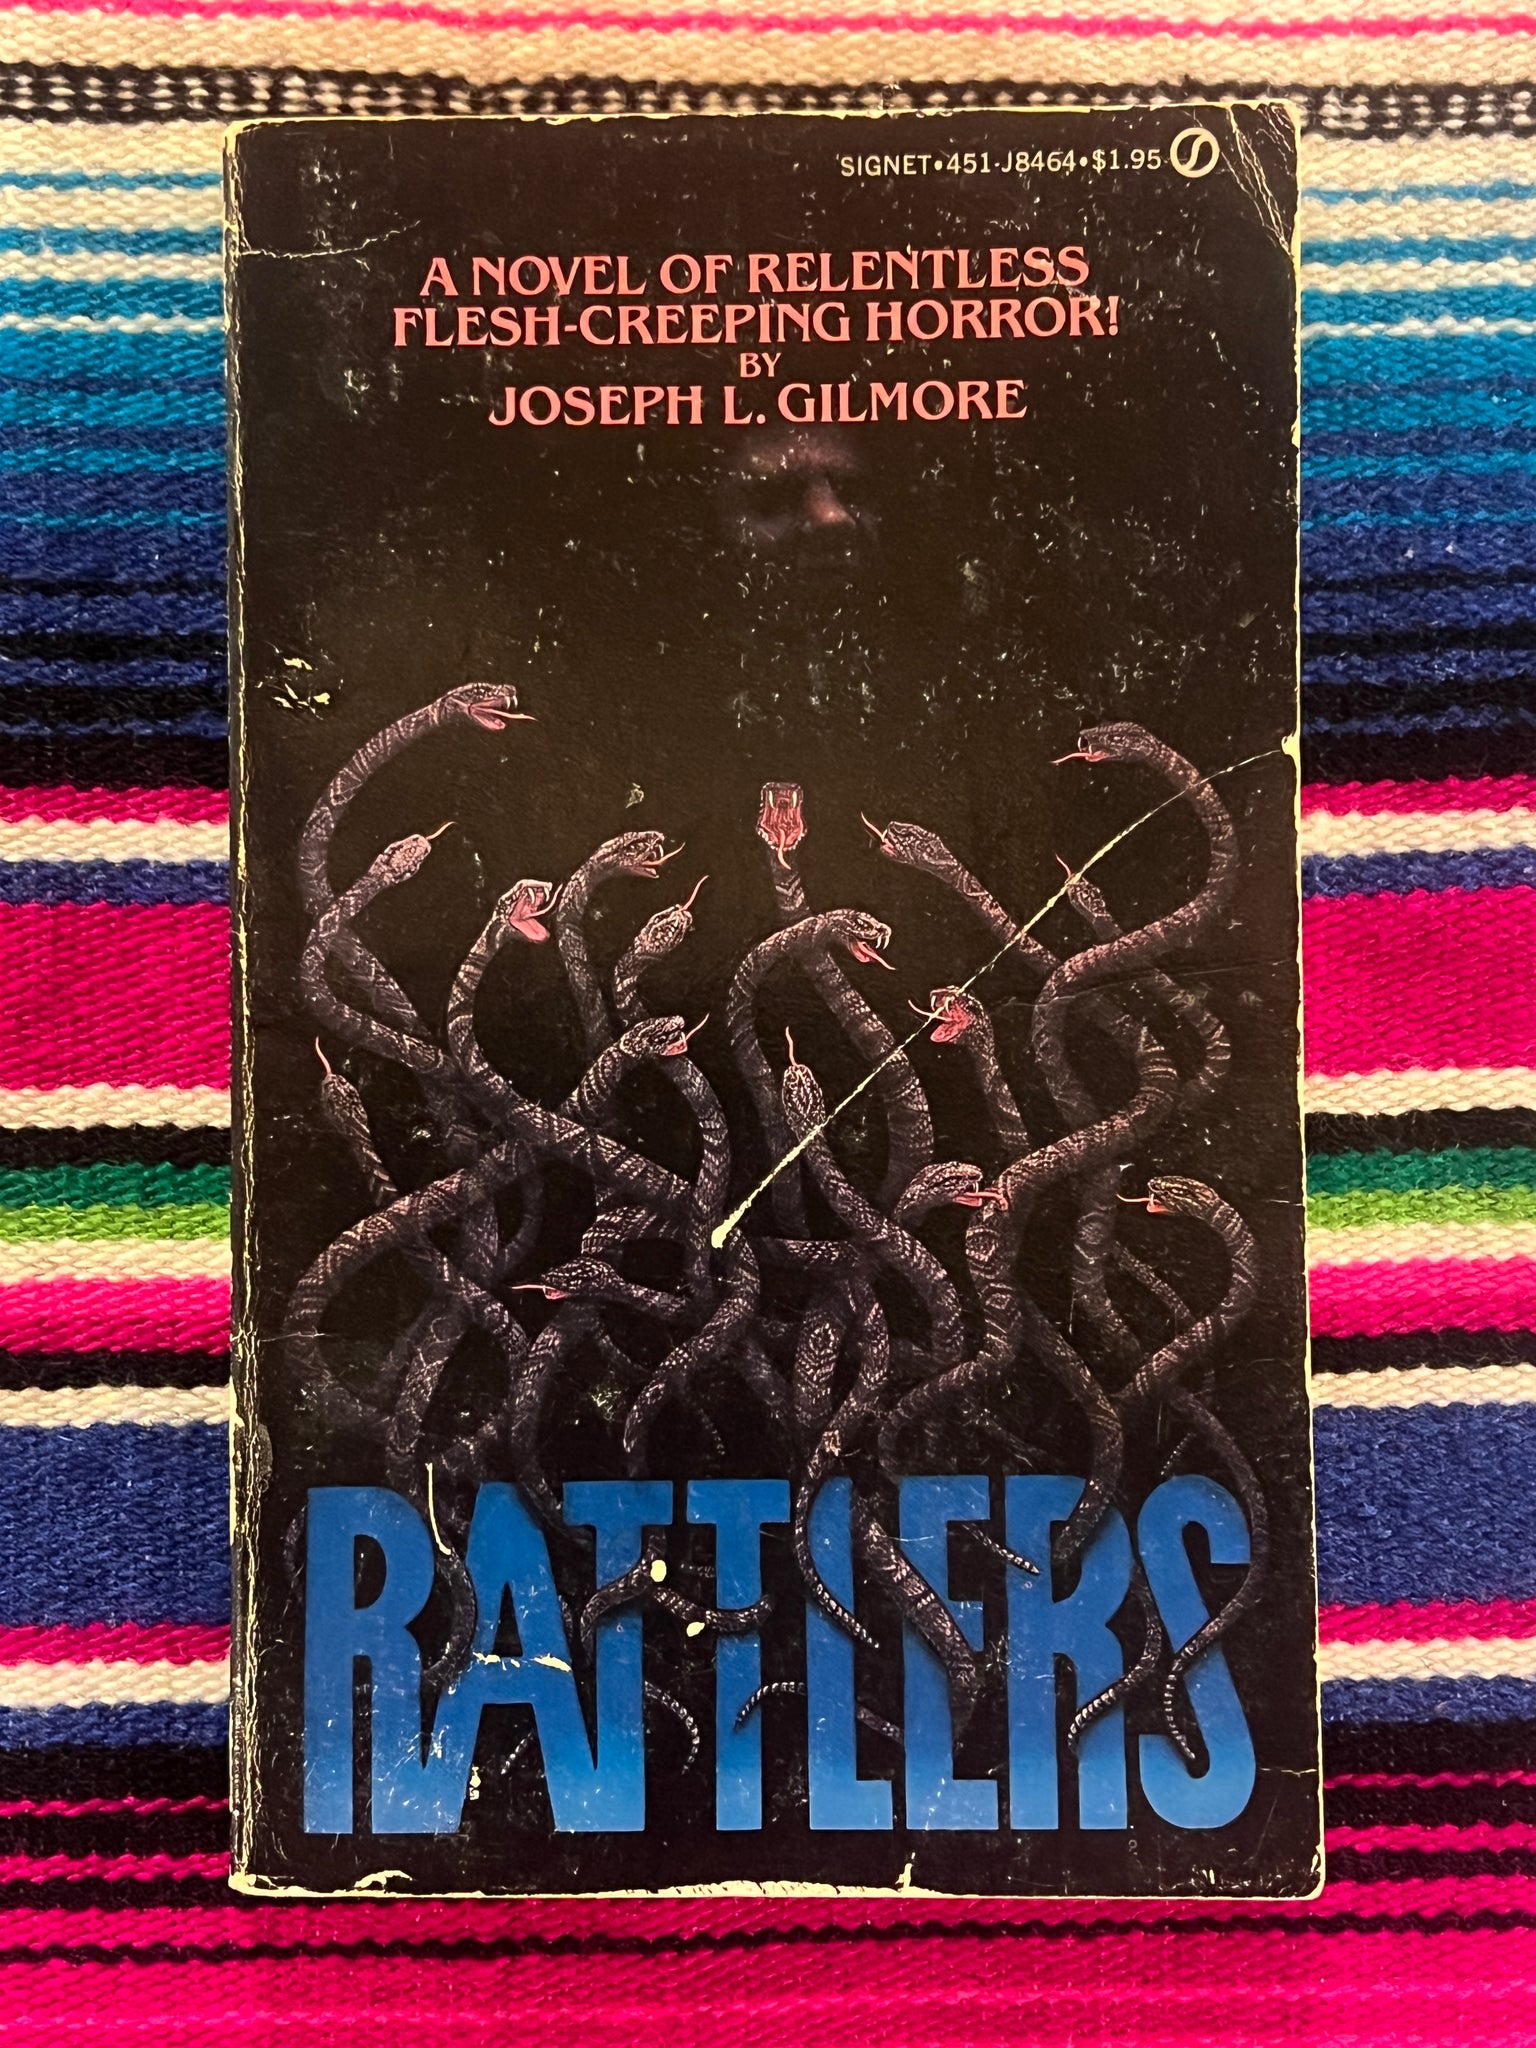 SIGNET•451-J8464•$1.95
A NOVEL OF RELENTLESS
FLESH-CREEPING HORROR!
BY
JOSEPH L. GILMORE
RATTLERS